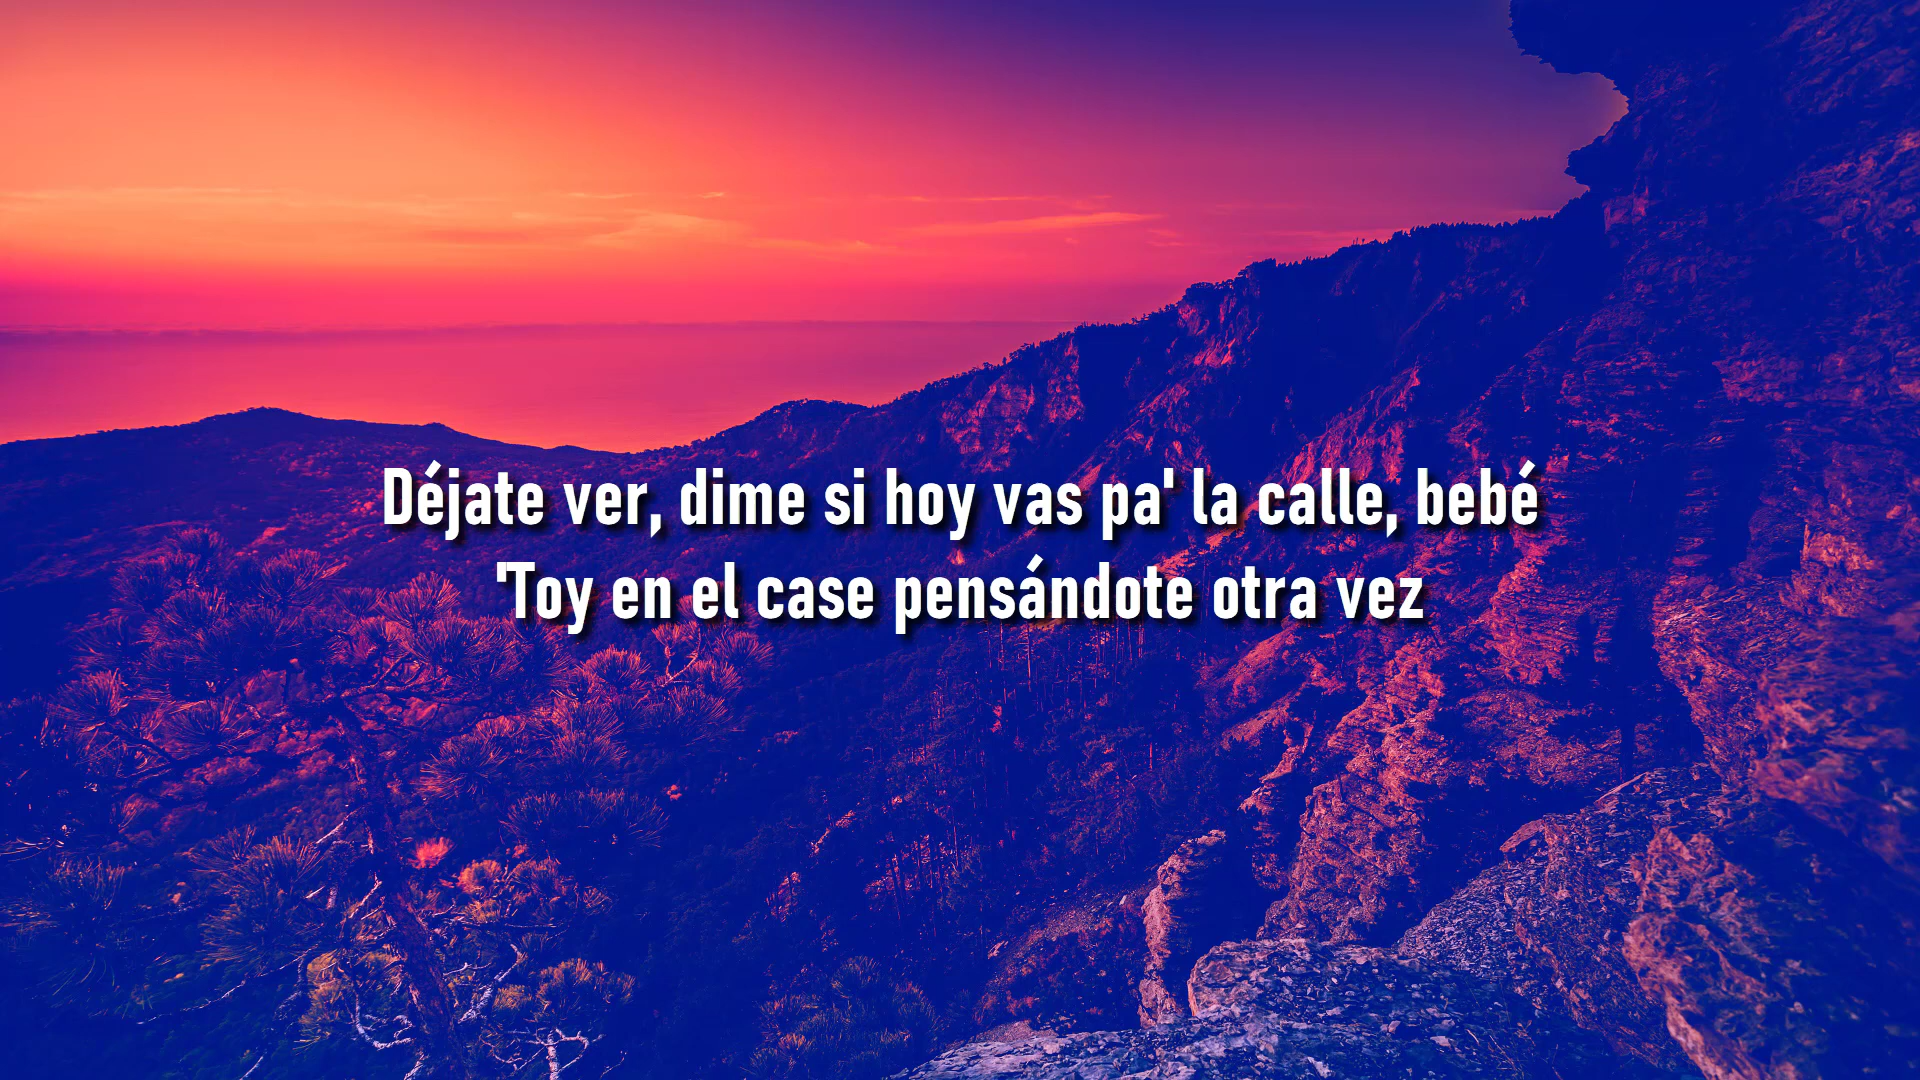 Déjate ver, dime si hoy vas pa' la calle, bebé
'Toy en el case pensándote otra vez